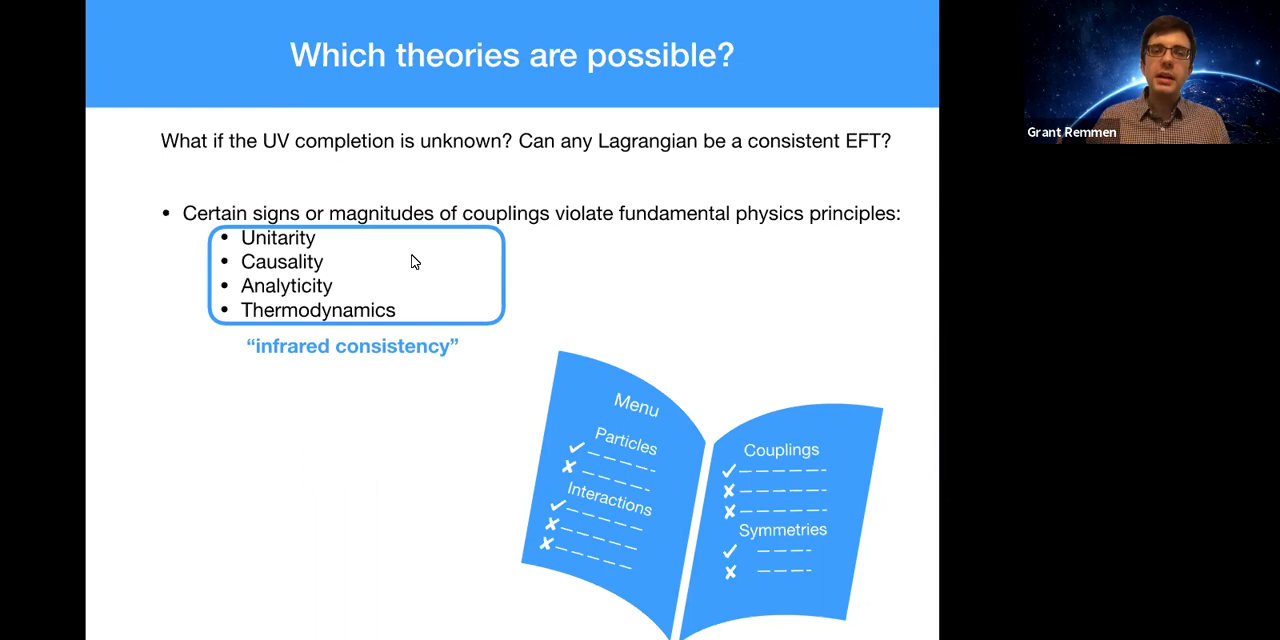 Which theories are possible?
What if the UV completion is unknown? Can any Lagrangian be a consistent EFT?
• Certain signs or magnitudes of couplings violate fundamental physics principles:
• Unitarity
• Causality
• Analyticity
• Thermodynamics
“infrared consistency”
Menu
Particles
Interactions
Couplings
Symmetries
Grant Remmen